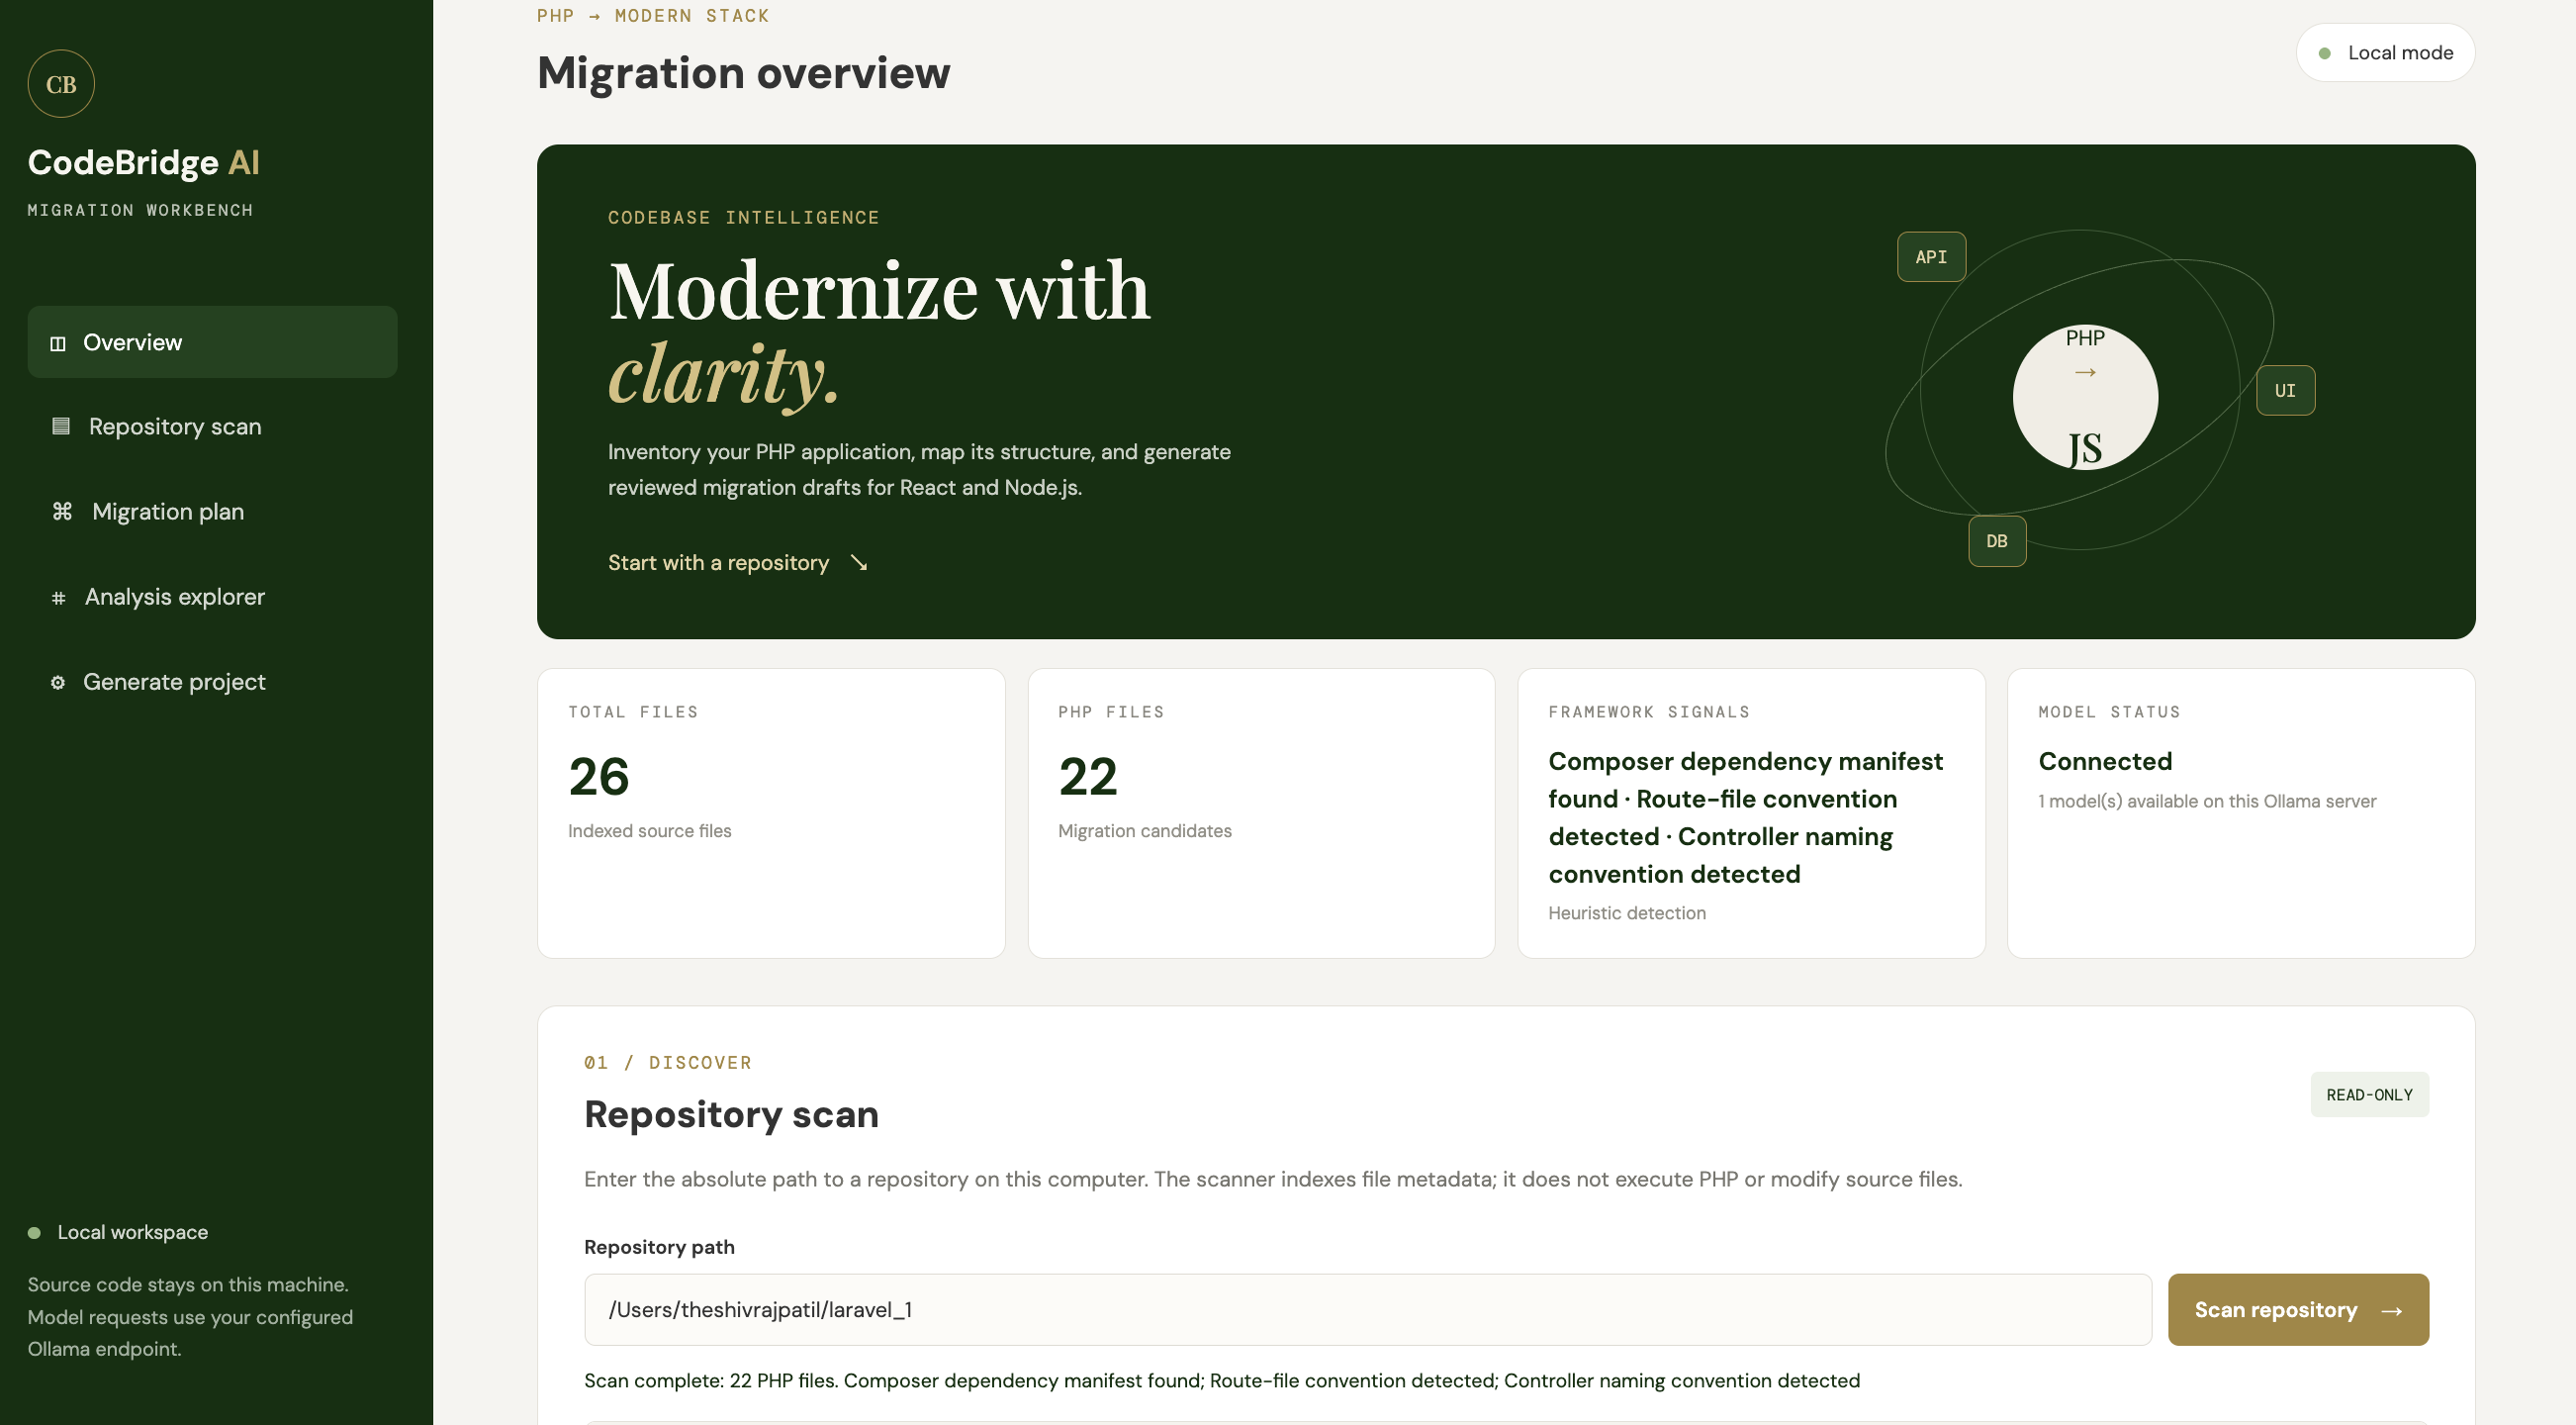 CB
CodeBridge AI
MIGRATION WORKBENCH
Overview
Repository scan
⌘ Migration plan
# Analysis explorer
⚙ Generate project
Local workspace
Source code stays on this machine.
Model requests use your configured
Ollama endpoint.
PHP → MODERN STACK
Migration overview
Local mode
CODEBASE INTELLIGENCE
Modernize with
clarity.
Inventory your PHP application, map its structure, and generate
reviewed migration drafts for React and Node.js.
Start with a repository ↘
API
PHP
→
JS
UI
DB
TOTAL FILES
26
Indexed source files
PHP FILES
22
Migration candidates
FRAMEWORK SIGNALS
Composer dependency manifest
found · Route-file convention
detected · Controller naming
convention detected
Heuristic detection
MODEL STATUS
Connected
1 model(s) available on this Ollama server
01 / DISCOVER
Repository scan
READ-ONLY
Enter the absolute path to a repository on this computer. The scanner indexes file metadata; it does not execute PHP or modify source files.
Repository path
/Users/theshivrajpatil/laravel_1
Scan repository →
Scan complete: 22 PHP files. Composer dependency manifest found; Route-file convention detected; Controller naming convention detected